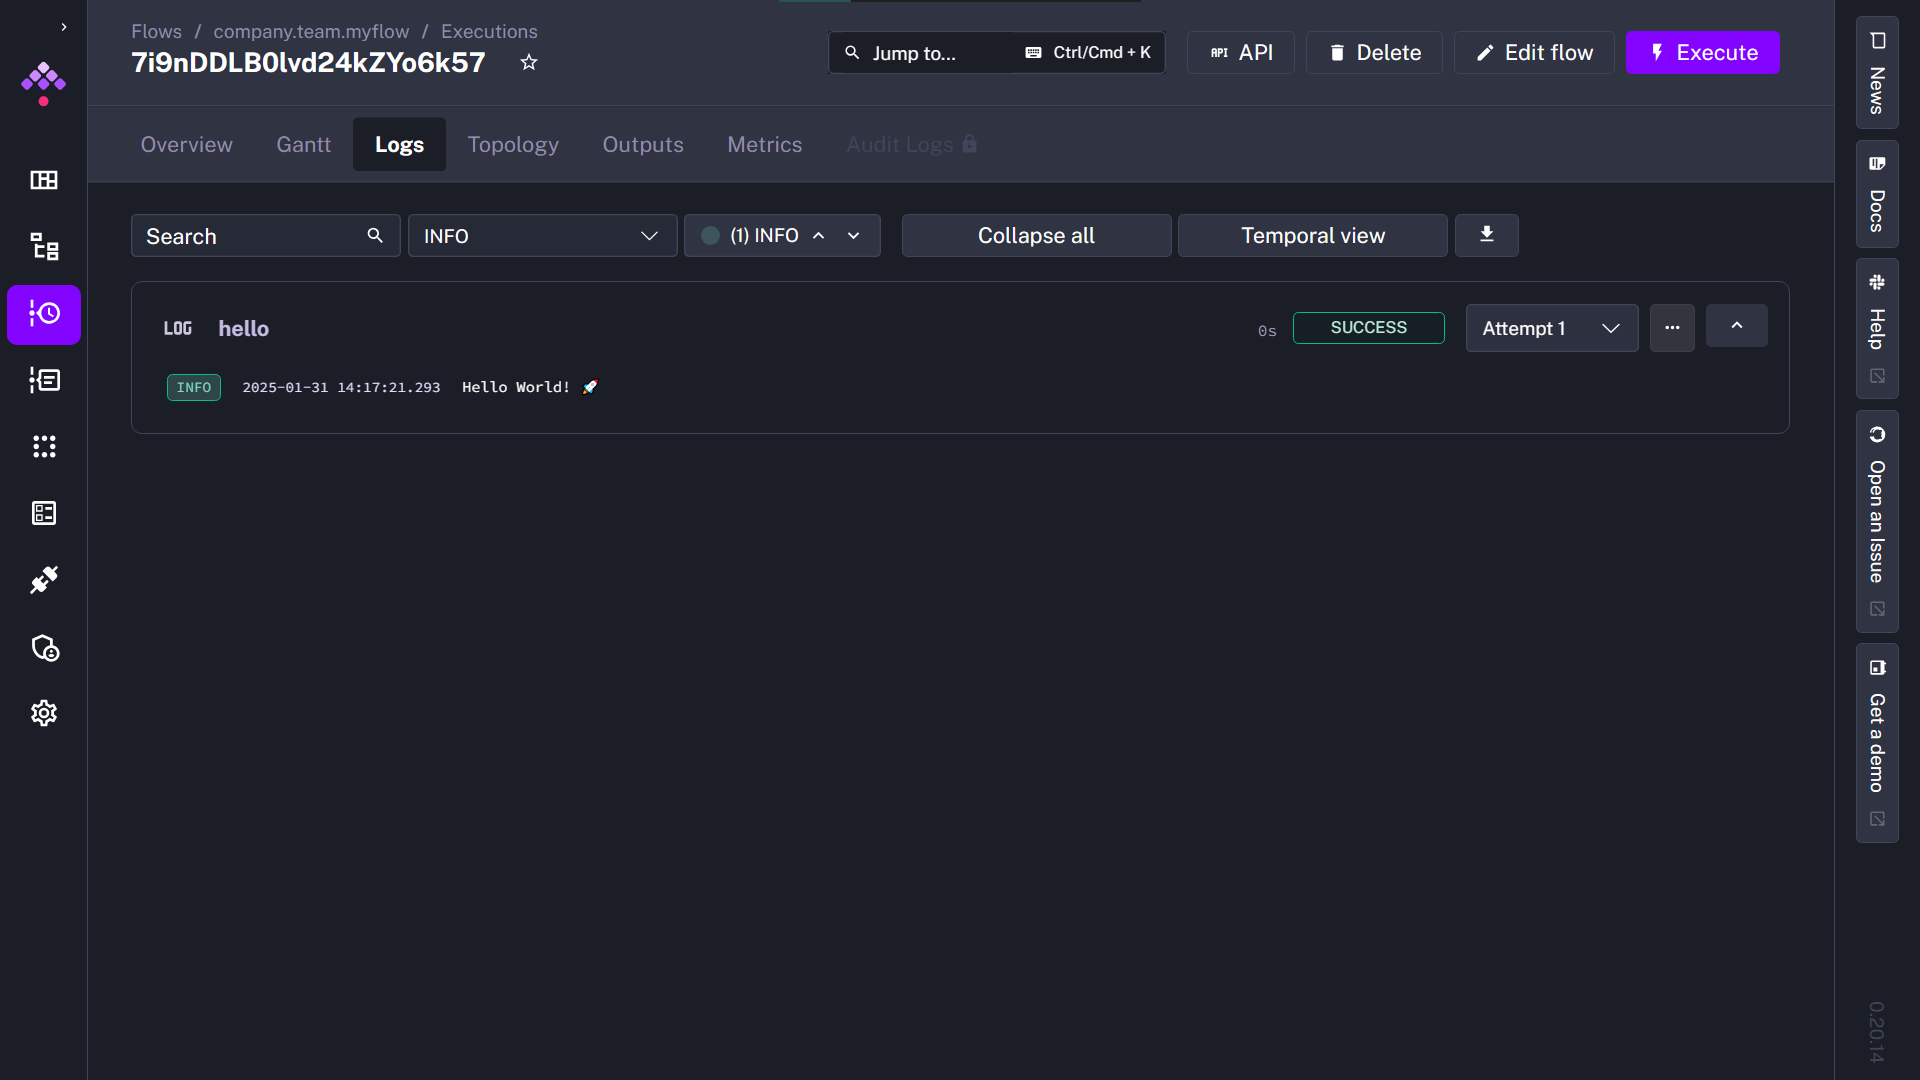 Flows / company.team.myflow / Executions
7i9nDDLB0lvd24kZYo6k57
Jump to... Ctrl/Cmd + K
API API
Delete
Edit flow
Execute
Overview Gantt Logs Topology Outputs Metrics Audit Logs
Search INFO (1) INFO Collapse all Temporal view
LOG hello 0s SUCCESS Attempt 1
INFO 2025-01-31 14:17:21.293 Hello World! 🚀
News
Docs
Help
Open an Issue
Get a demo
0.20.14